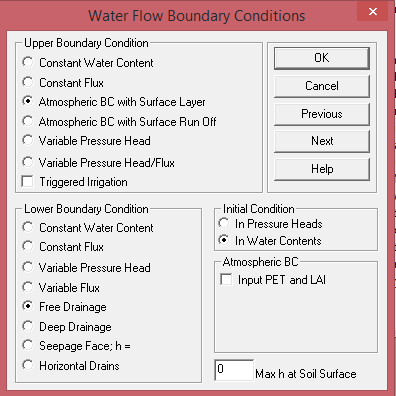 Water Flow Boundary Conditions
Upper Boundary Condition
Constant Water Content
Constant Flux
Atmospheric BC with Surface Layer
Atmospheric BC with Surface Run Off
Variable Pressure Head
Variable Pressure Head/Flux
Triggered Irrigation
OK
Cancel
Previous
Next
Help
Lower Boundary Condition
Constant Water Content
Constant Flux
Variable Pressure Head
Variable Flux
Free Drainage
Deep Drainage
Seepage Face; h =
Horizontal Drains
Initial Condition
In Pressure Heads
In Water Contents
Atmospheric BC
Input PET and LAI
0 Max h at Soil Surface